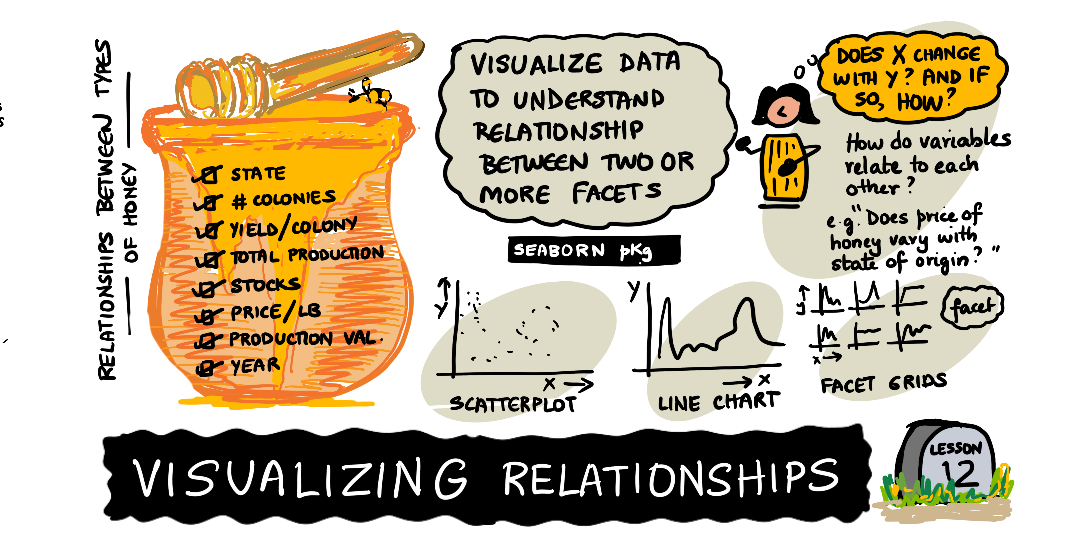 RELATIONSHIPS BETWEEN TYPES
OF HONEY
STATE
# COLONIES
YIELD/COLONY
TOTAL PRODUCTION
STOCKS
PRICE/LB
PRODUCTION VAL.
YEAR
VISUALIZE DATA
TO UNDERSTAND
RELATIONSHIP
BETWEEN TWO OR
MORE FACETS
DOES X CHANGE
WITH Y? AND IF
SO, HOW?
How do variables
relate to each
other?
e.g. "Does price of
honey vary with
state of origin?"
SEABORN pKg
y
x
SCATTERPLOT
Y
x
LINE CHART
y
x
facet
FACET GRIDS
VISUALIZING RELATIONSHIPS
LESSON
12